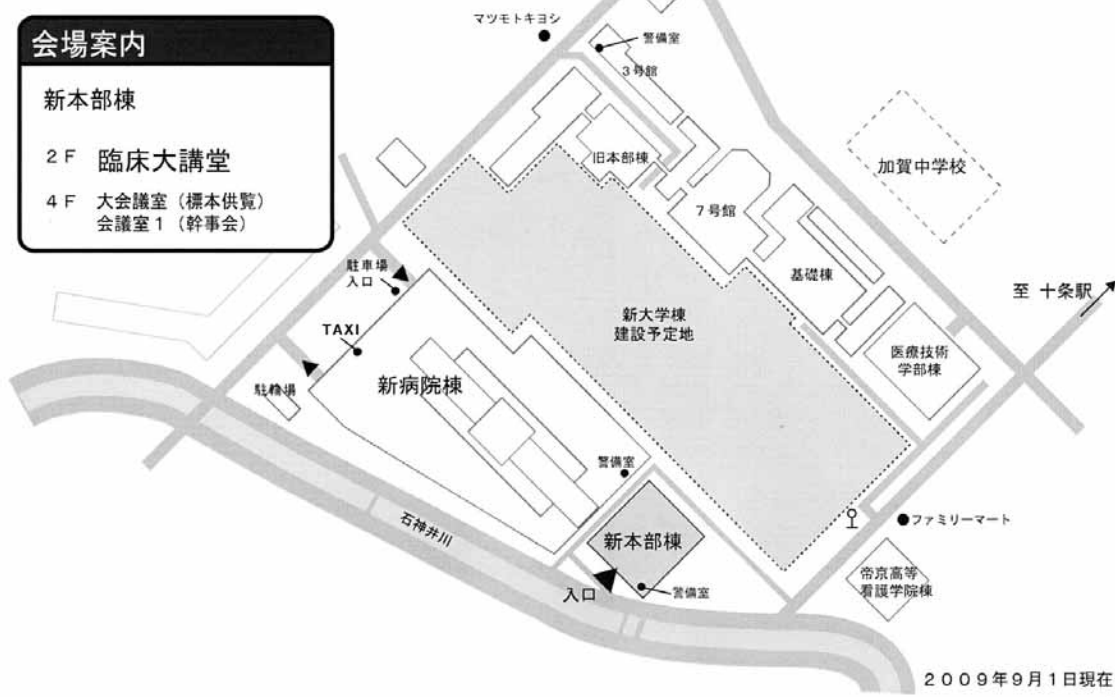 会場案内
新本部棟
2F 臨床大講堂
4F 大会議室（標本供覧）
会議室1（幹事会）
マツモトキヨシ
警備室
3号館
旧本部棟
加賀中学校
7号館
基礎棟
至 十条駅
駐車場
入口
新大学棟
建設予定地
TAXI
医療技術
学部棟
新病院棟
駐輪場
警備室
石神井川
ファミリーマート
新本部棟
帝京高等
看護学院棟
入口
警備室
2009年9月1日現在